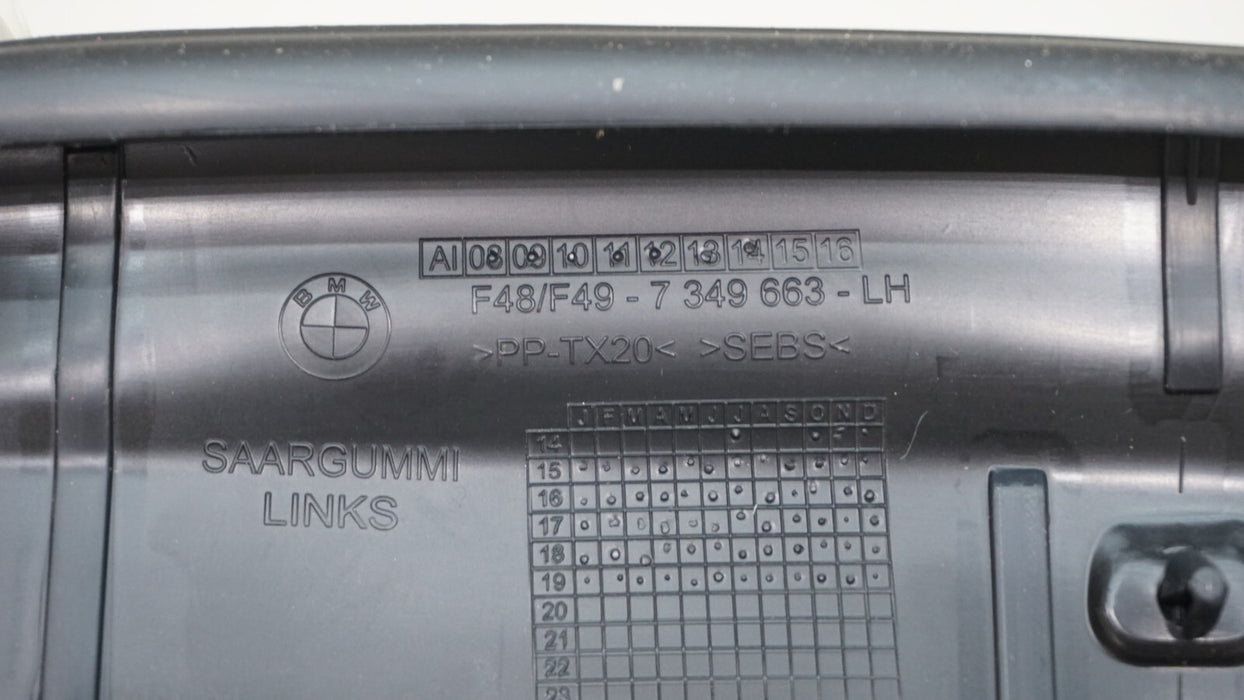 AI 08 09 10 11 12 13 14 15 16
F48/F49 - 7 349 663 - LH
BMW
>PP-TX20< >SEBS<
J F M A M J J A S O N D
14
SAARGUMMI
LINKS
15
16
17
18
19
20
21
22
23